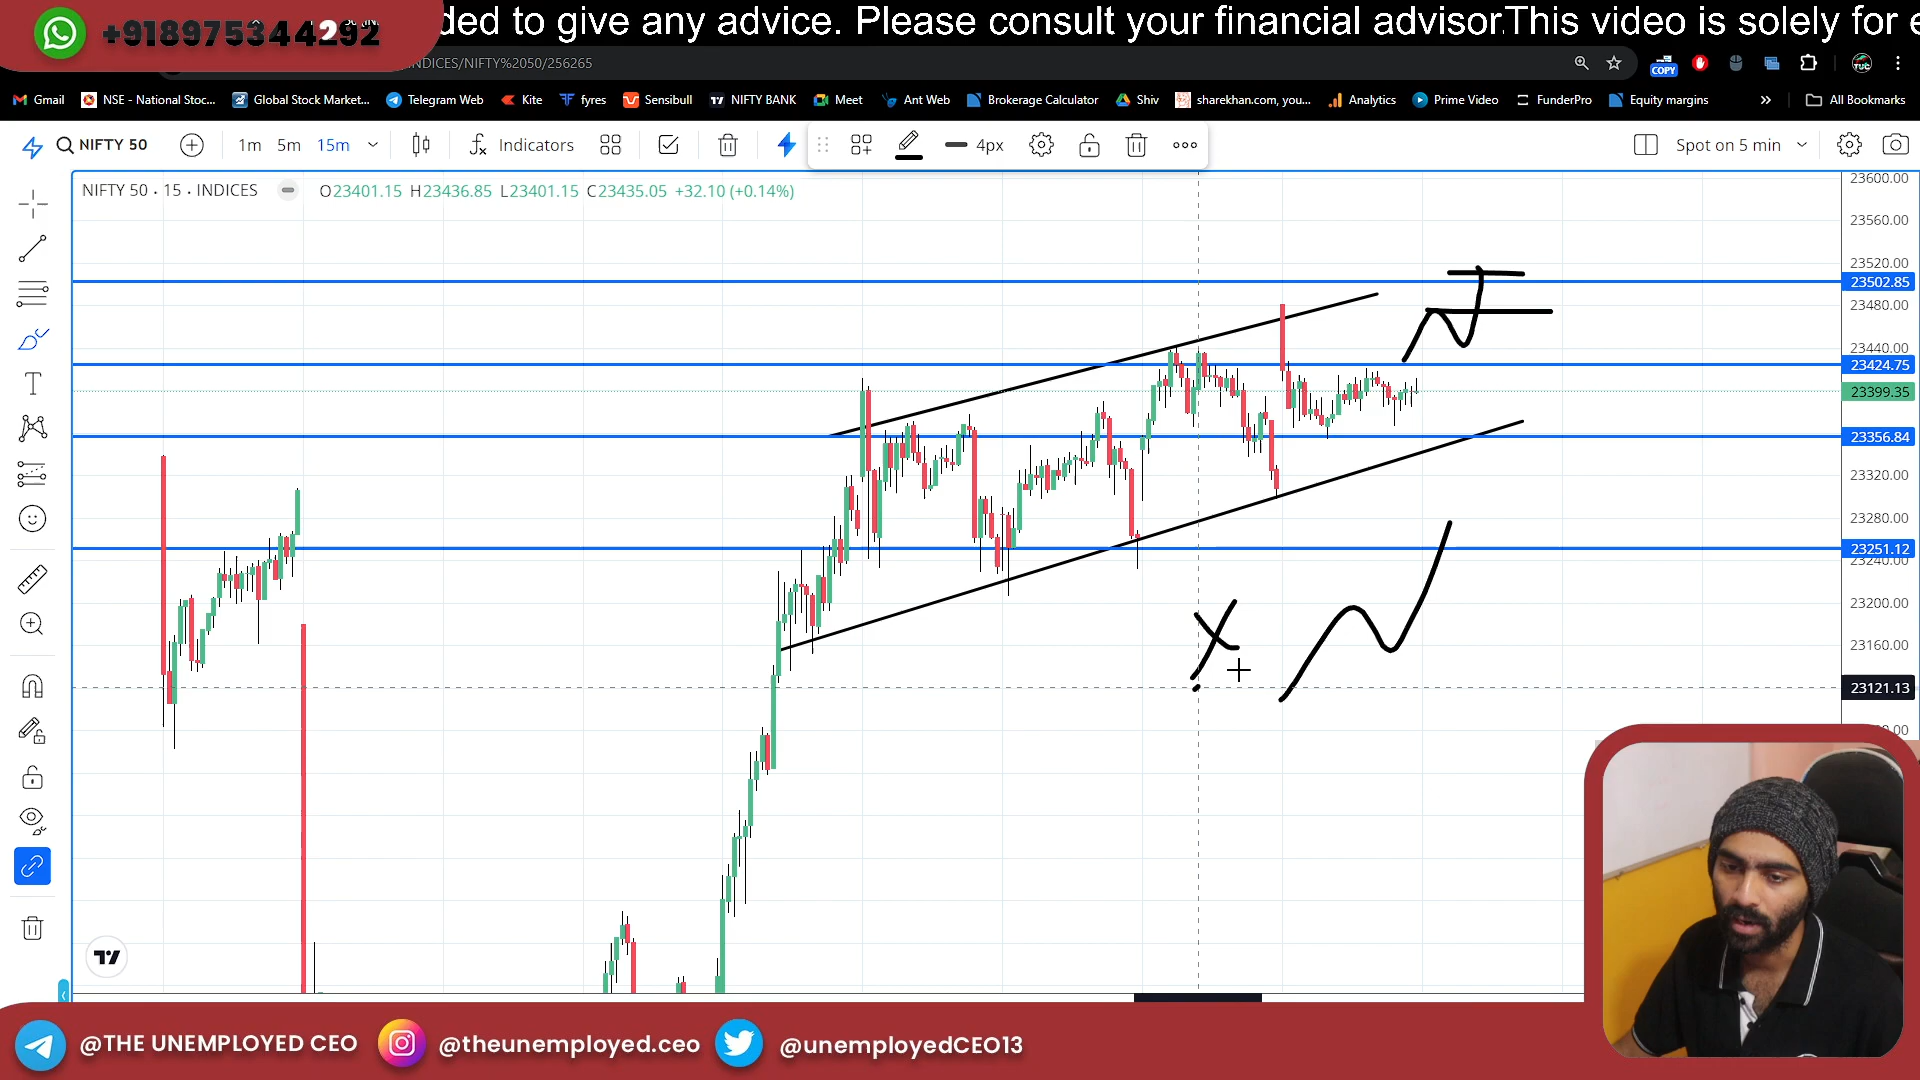 ded to give any advice. Please consult your financial advisor.This video is solely for e
+918975344292
INDICES/NIFTY%2050/256265
COPY
TUC
Gmail NSE - National Stoc... Global Stock Market... Telegram Web Kite fyres Sensibull NIFTY BANK Meet Ant Web Brokerage Calculator Shiv sharekhan.com, you... Analytics Prime Video FunderPro Equity margins » All Bookmarks
NIFTY 50 1m 5m 15m Indicators 4px Spot on 5 min
NIFTY 50 · 15 · INDICES O23401.15 H23436.85 L23401.15 C23435.05 +32.10 (+0.14%)
23600.00
23560.00
23520.00
23502.85
23480.00
23440.00
23424.75
23399.35
23356.84
23320.00
23280.00
23251.12
23240.00
23200.00
23160.00
23121.13
@THE UNEMPLOYED CEO @theunemployed.ceo @unemployedCEO13